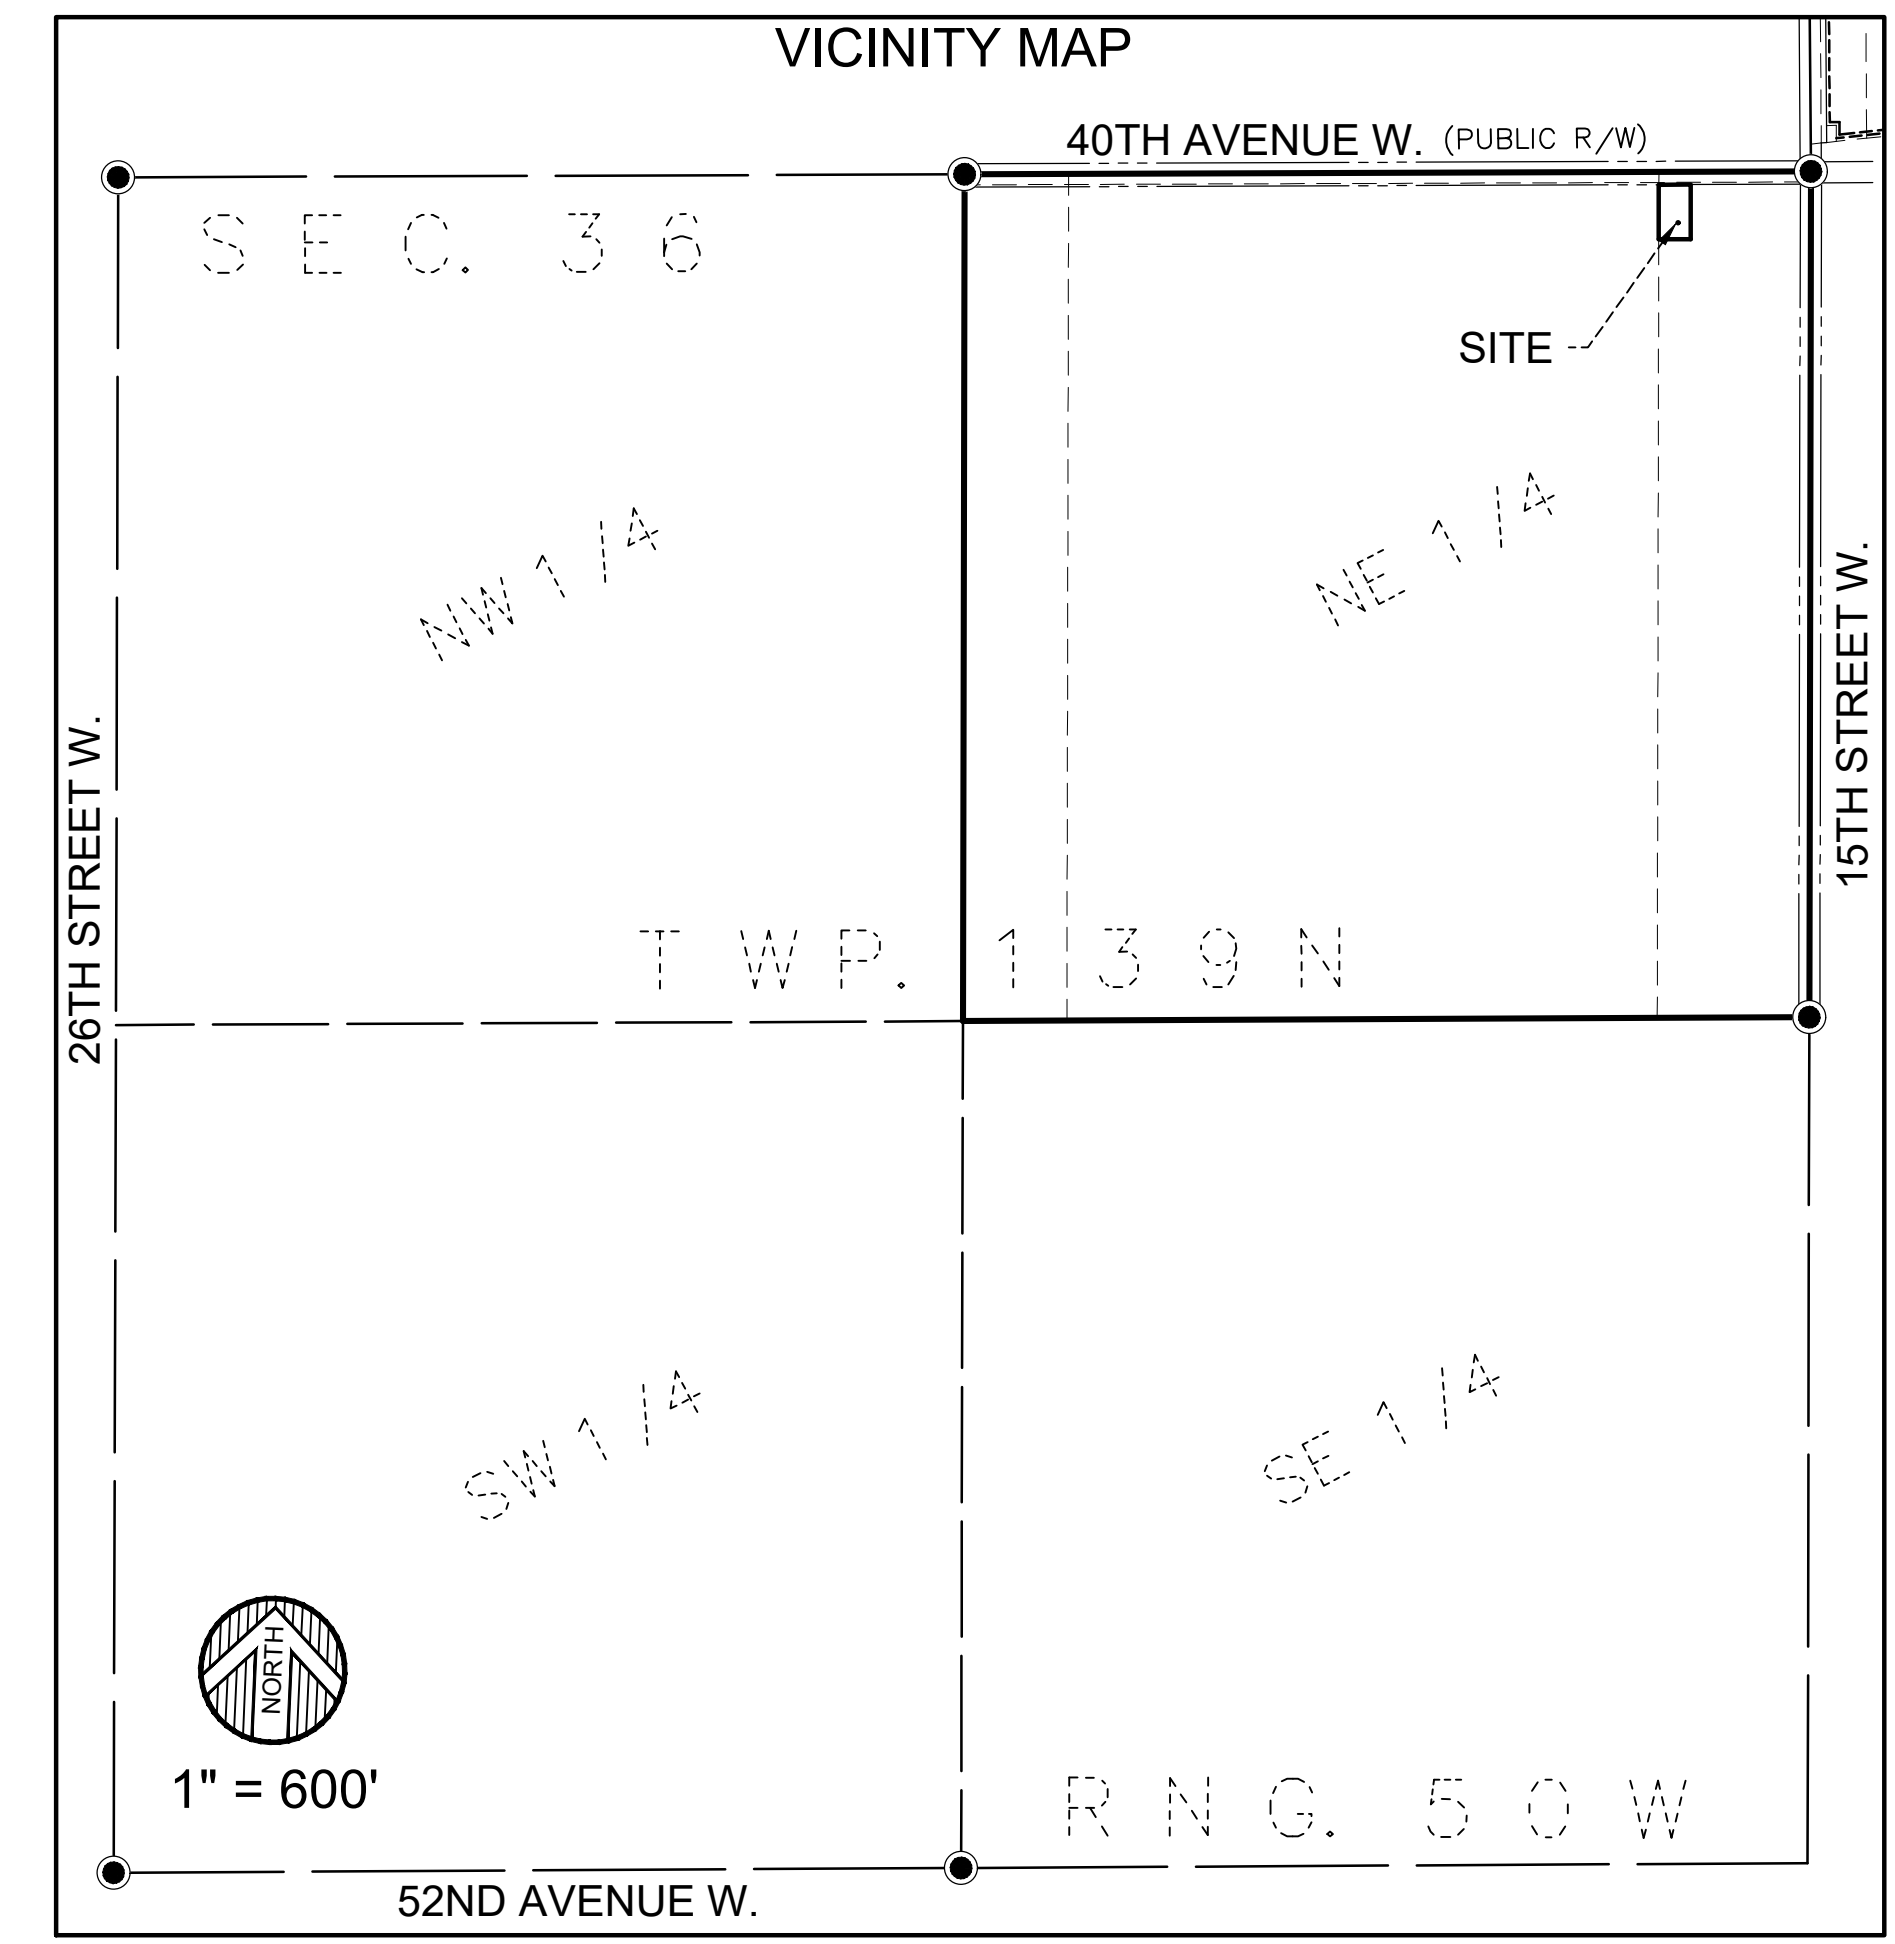 VICINITY MAP
40TH AVENUE W. (PUBLIC R/W)
SEC. 36
SITE
NW 1/4
NE 1/4
26TH STREET W.
15TH STREET W.
TWP. 139N
SW 1/4
SE 1/4
NORTH
1" = 600'
RNG. 50W
52ND AVENUE W.